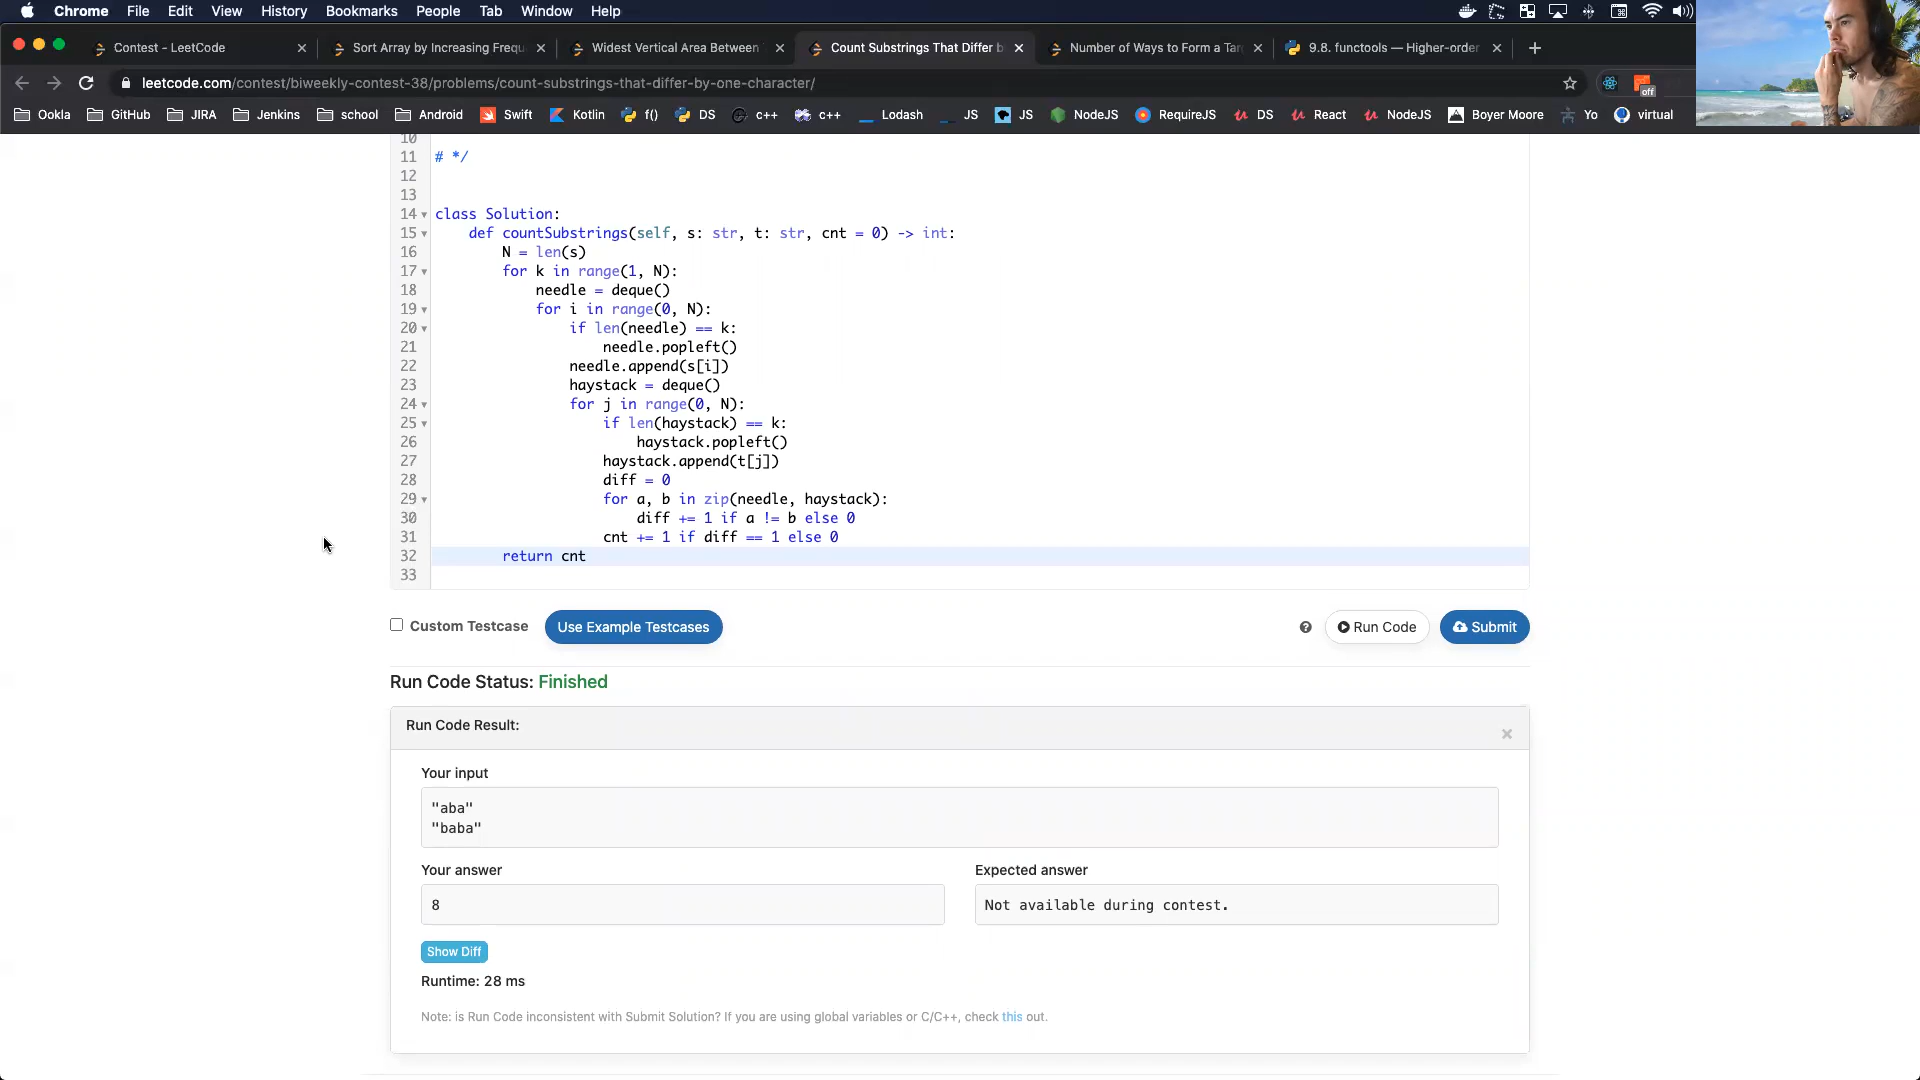 Chrome File Edit View History Bookmarks People Tab Window Help
Contest - LeetCode
Sort Array by Increasing Frequ
Widest Vertical Area Between
Count Substrings That Differ b
Number of Ways to Form a Tar
9.8. functools — Higher-order
leetcode.com/contest/biweekly-contest-38/problems/count-substrings-that-differ-by-one-character/
off
Ookla GitHub JIRA Jenkins school Android Swift Kotlin f() DS c++ c++ Lodash JS JS NodeJS RequireJS DS React NodeJS Boyer Moore Yo virtual
10
11 # */
12
13
14 class Solution:
15     def countSubstrings(self, s: str, t: str, cnt = 0) -> int:
16         N = len(s)
17         for k in range(1, N):
18             needle = deque()
19             for i in range(0, N):
20                 if len(needle) == k:
21                     needle.popleft()
22                 needle.append(s[i])
23                 haystack = deque()
24                 for j in range(0, N):
25                     if len(haystack) == k:
26                         haystack.popleft()
27                     haystack.append(t[j])
28                     diff = 0
29                     for a, b in zip(needle, haystack):
30                         diff += 1 if a != b else 0
31                     cnt += 1 if diff == 1 else 0
32         return cnt
33
Custom Testcase Use Example Testcases ? Run Code Submit
Run Code Status: Finished
Run Code Result: ×
Your input
"aba"
"baba"
Your answer Expected answer
8 Not available during contest.
Show Diff
Runtime: 28 ms
Note: is Run Code inconsistent with Submit Solution? If you are using global variables or C/C++, check this out.